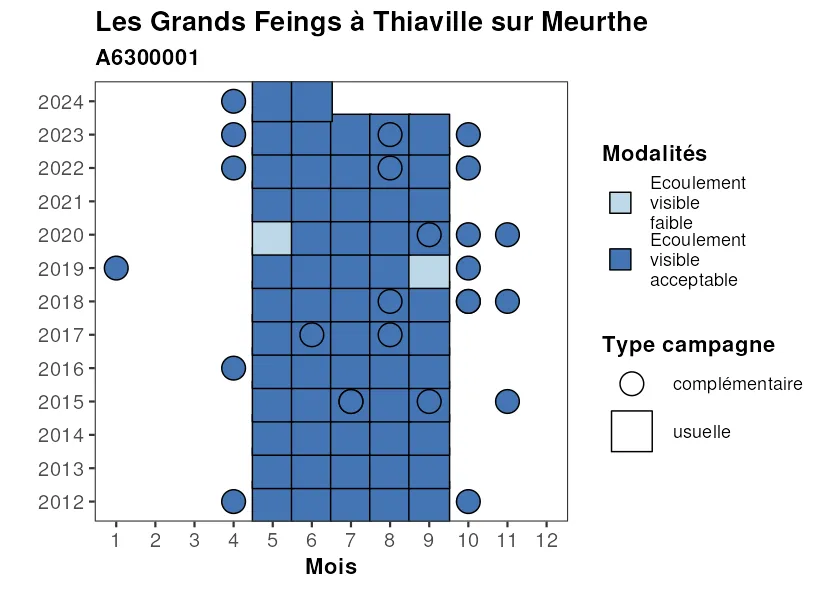 Les Grands Feings à Thiaville sur Meurthe
A6300001
2024
2023
2022
2021
2020
2019
2018
2017
2016
2015
2014
2013
2012
1 2 3 4 5 6 7 8 9 10 11 12
Mois
Modalités
Ecoulement
visible
faible
Ecoulement
visible
acceptable
Type campagne
complémentaire
usuelle